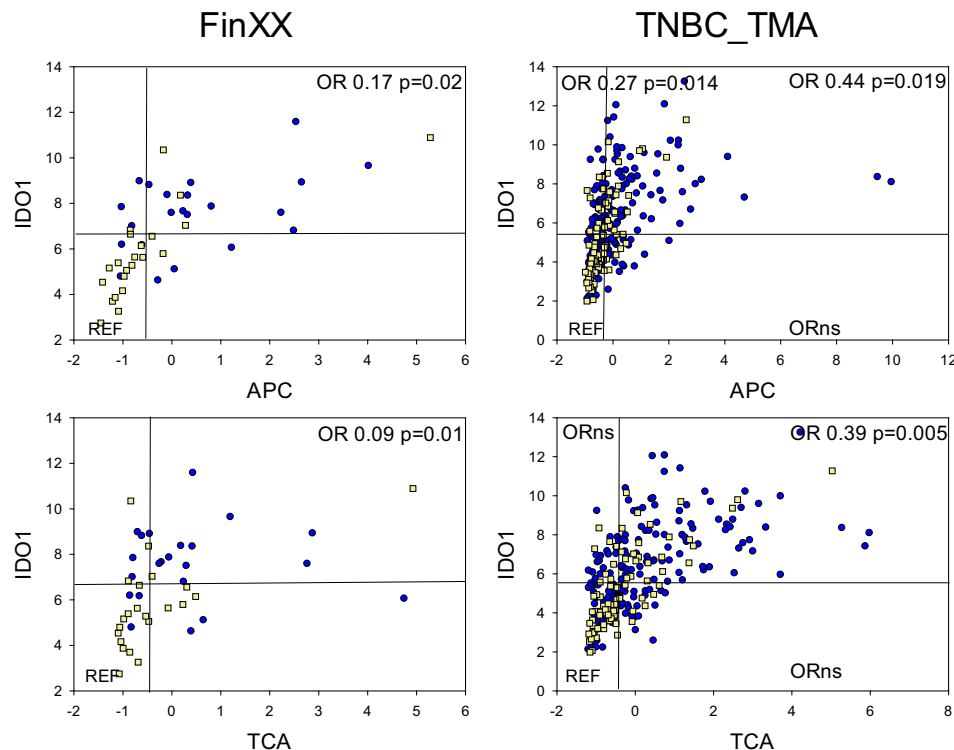 FinXX
TNBC_TMA
14
12
10
8
6
4
2
IDO1
OR 0.17 p=0.02
REF
-2
-1
0
1
2
3
4
5
6
APC
14
12
10
8
6
4
2
0
IDO1
OR 0.27 p=0.014
OR 0.44 p=0.019
REF
ORns
-2
0
2
4
6
8
10
12
APC
14
12
10
8
6
4
2
IDO1
OR 0.09 p=0.01
REF
-2
-1
0
1
2
3
4
5
6
TCA
14
12
10
8
6
4
2
0
IDO1
ORns
OR 0.39 p=0.005
REF
ORns
-2
0
2
4
6
8
TCA